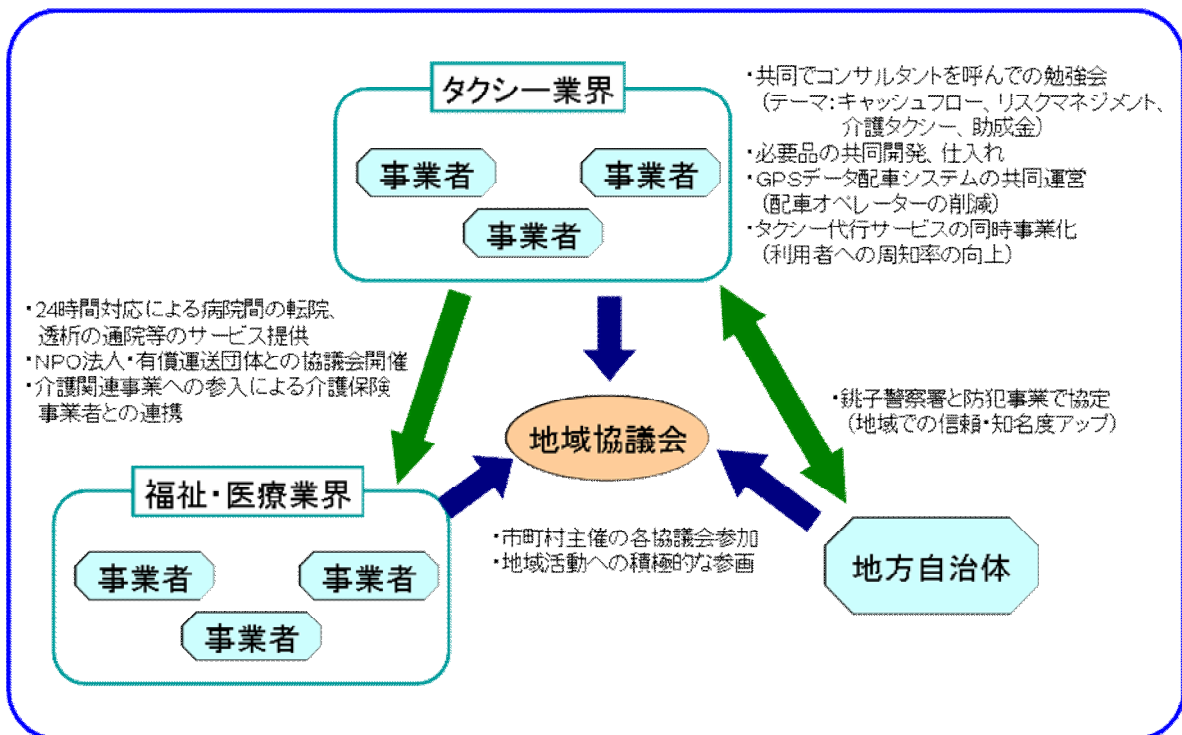 タクシー業界
事業者
事業者
事業者
・共同でコンサルタントを呼んでの勉強会
(テーマ:キャッシュフロー、リスクマネジメント、
介護タクシー、助成金)
・必要品の共同開発、仕入れ
・GPSデータ配車システムの共同運営
(配車オペレーターの削減)
・タクシー代行サービスの同時事業化
(利用者への周知率の向上)
・24時間対応による病院間の転院、
透析の通院等のサービス提供
・NPO法人・有償運送団体との協議会開催
・介護関連事業への参入による介護保険
事業者との連携
・銚子警察署と防犯事業で協定
(地域での信頼・知名度アップ)
地域協議会
福祉・医療業界
事業者
事業者
事業者
・市町村主催の各協議会参加
・地域活動への積極的な参画
地方自治体